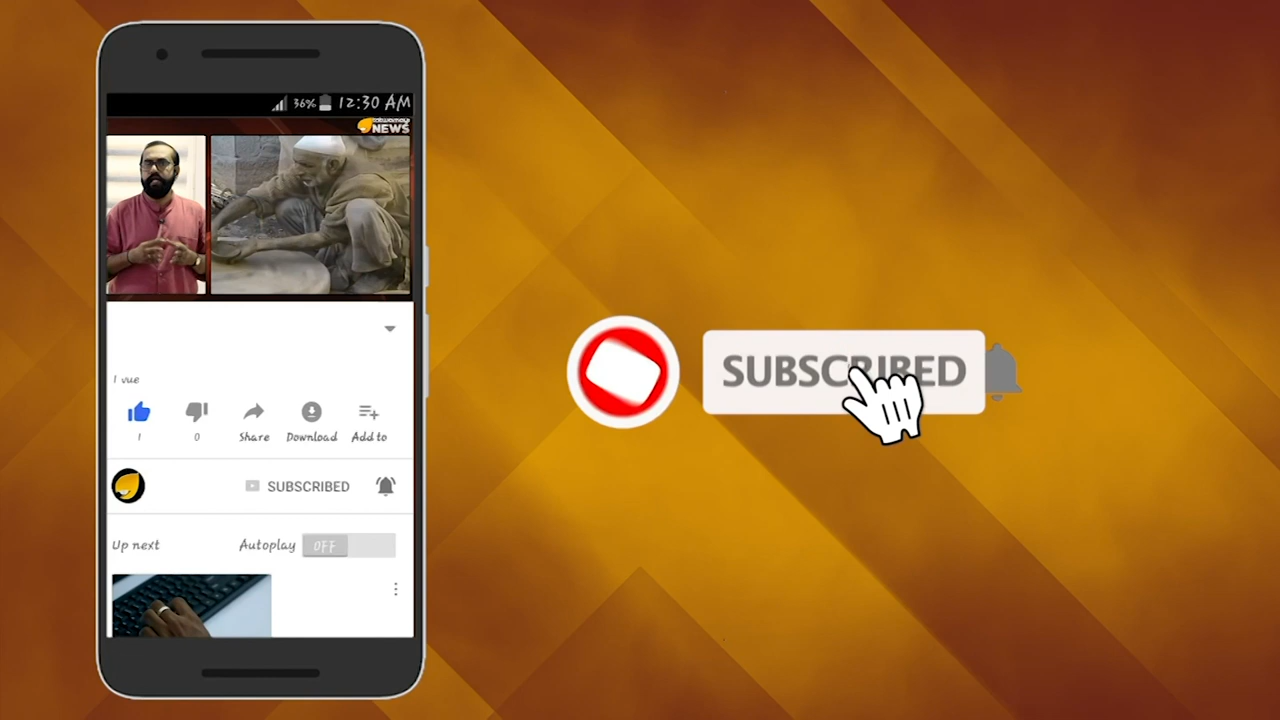 36% 12:30 AM
NEWS
1 vue
1
0
Share
Download
Add to
SUBSCRIBED
Up next
Autoplay
OFF
SUBSCRIBED